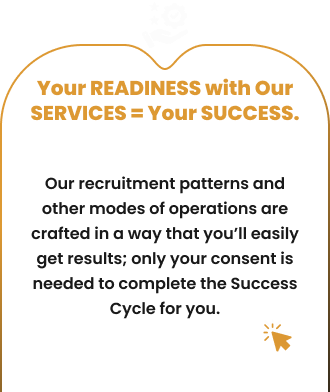 Your READINESS with Our
SERVICES = Your SUCCESS.
Our recruitment patterns and
other modes of operations are
crafted in a way that you’ll easily
get results; only your consent is
needed to complete the Success
Cycle for you.